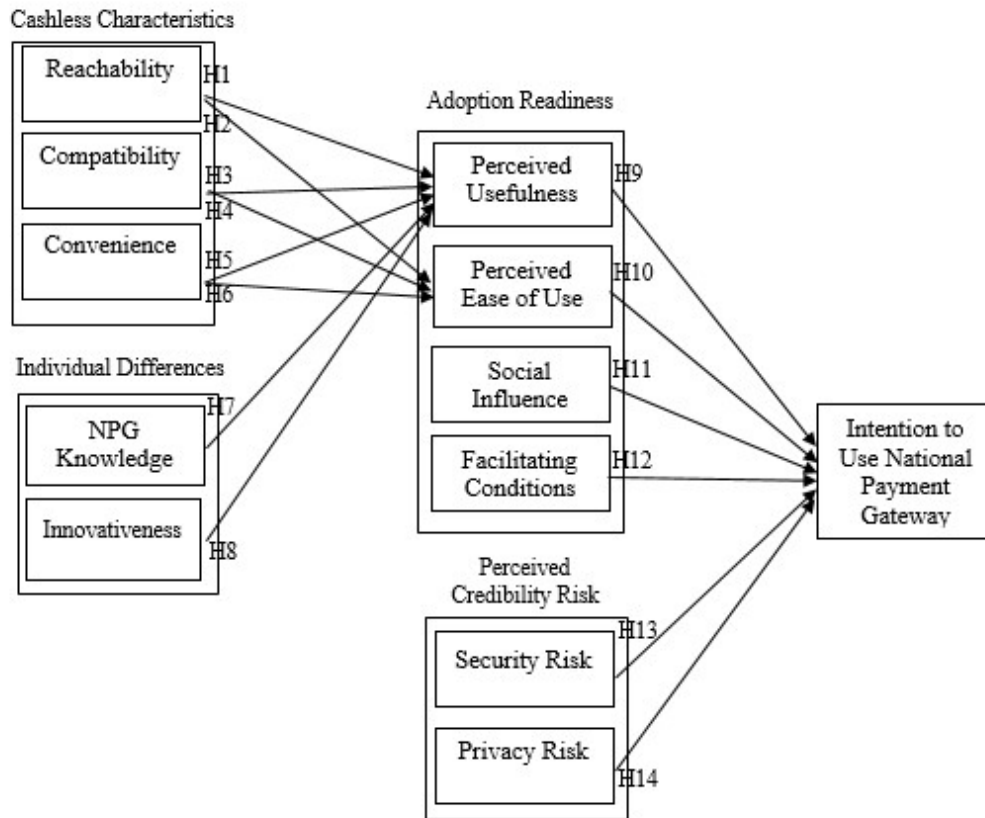 Cashless Characteristics
Reachability
H1
H2
Compatibility
H3
H4
Convenience
H5
H6
Individual Differences
NPG
Knowledge
H7
Innovativeness
H8
Adoption Readiness
Perceived
Usefulness
H9
Perceived
Ease of Use
H10
Social
Influence
H11
Facilitating
Conditions
H12
Perceived
Credibility Risk
Security Risk
H13
Privacy Risk
H14
Intention to
Use National
Payment
Gateway